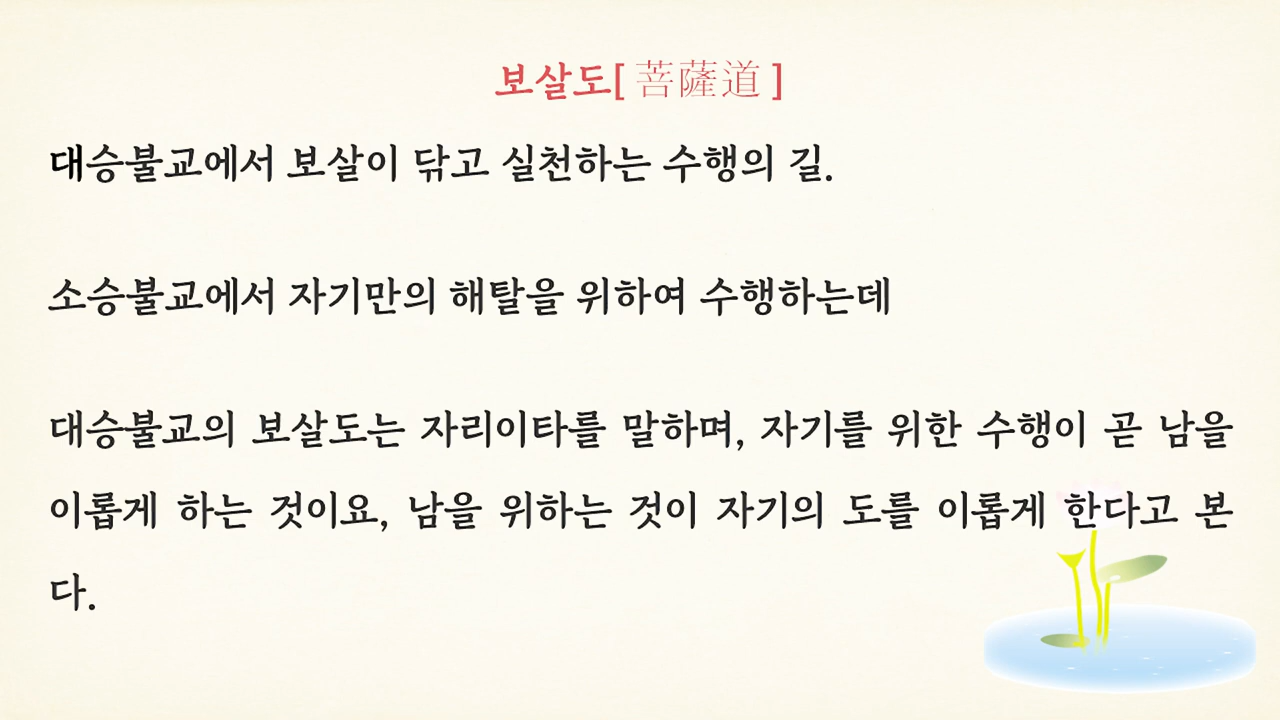 보살도[菩薩道]
대승불교에서 보살이 닦고 실천하는 수행의 길.
소승불교에서 자기만의 해탈을 위하여 수행하는데
대승불교의 보살도는 자리이타를 말하며, 자기를 위한 수행이 곧 남을
이롭게 하는 것이요, 남을 위하는 것이 자기의 도를 이롭게 한다고 본
다.